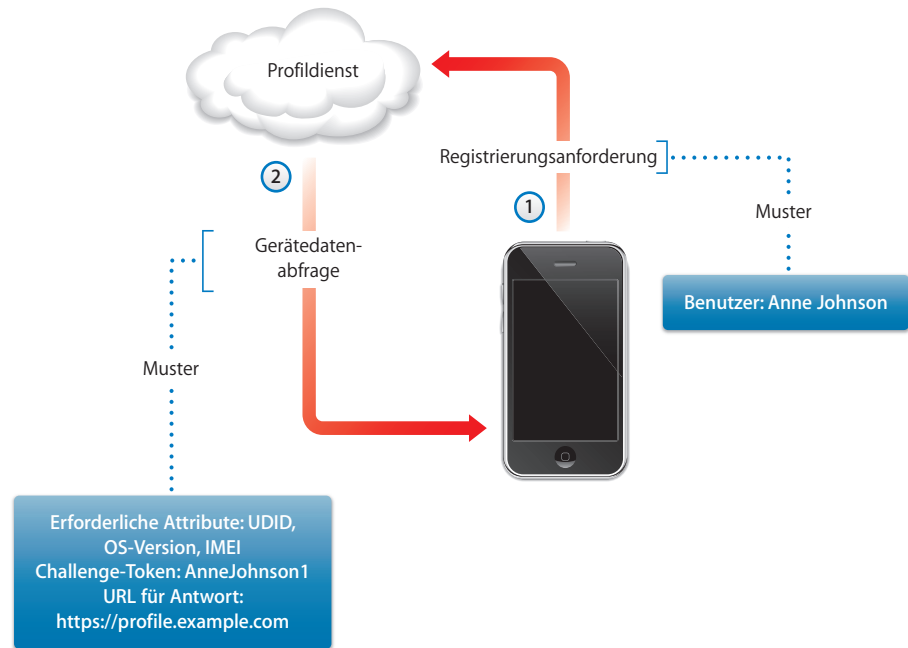 Profildienst
Registrierungsanforderung
2
1
Muster
Gerätedaten-
abfrage
Benutzer: Anne Johnson
Muster
Erforderliche Attribute: UDID,
OS-Version, IMEI
Challenge-Token: AnneJohnson1
URL für Antwort:
https://profile.example.com